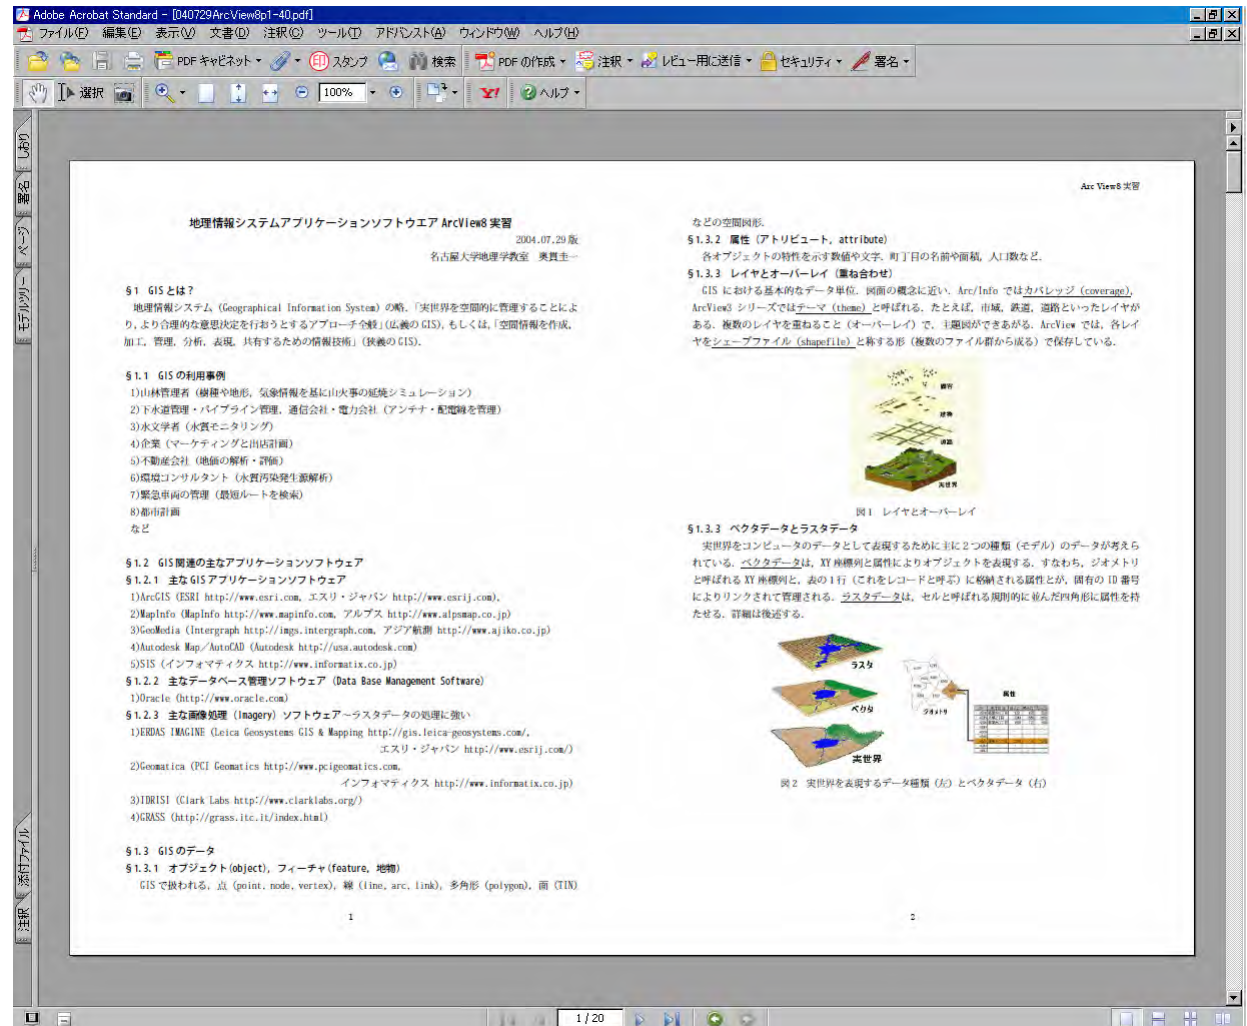 Adobe Acrobat Standard - [040729ArcView8p1-40.pdf]
ファイル(F) 編集(E) 表示(V) 文書(D) 注釈(C) ツール(T) アドバンスト(A) ウィンドウ(W) ヘルプ(H)
PDF キャビネット スタンプ 検索 PDF の作成 注釈 レビュー用に送信 セキュリティ 署名
選択 100% Y! ヘルプ
しおり
署名
ページ
モデルツリー
添付ファイル
注釈
地理情報システムアプリケーションソフトウエア ArcView8 実習
2004.07.29 版
名古屋大学地理学教室 奥貫圭一
§1 GIS とは？
地理情報システム (Geographical Information System) の略．「実世界を空間的に管理することによ
り，より合理的な意思決定を行おうとするアプローチ全般」(広義の GIS)，もしくは，「空間情報を作成，
加工，管理，分析，表現，共有するための情報技術」(狭義の GIS)．
§1.1 GIS の利用事例
1)山林管理者（樹種や地形，気象情報を基に山火事の延焼シミュレーション）
2)下水道管理・パイプライン管理，通信会社・電力会社（アンテナ・配電線を管理）
3)水文学者（水質モニタリング）
4)企業（マーケティングと出店計画）
5)不動産会社（地価の解析・評価）
6)環境コンサルタント（水質汚染発生源解析）
7)緊急車両の管理（最短ルートを検索）
8)都市計画
など
§1.2 GIS 関連の主なアプリケーションソフトウェア
§1.2.1 主な GIS アプリケーションソフトウェア
1)ArcGIS (ESRI http://www.esri.com, エスリ・ジャパン http://www.esrij.com),
2)MapInfo (MapInfo http://www.mapinfo.com, アルプス http://www.alpsmap.co.jp)
3)GeoMedia (Intergraph http://imgs.intergraph.com, アジア航測 http://www.ajiko.co.jp)
4)Autodesk Map／AutoCAD (Autodesk http://usa.autodesk.com)
5)SIS (インフォマティクス http://www.informatix.co.jp)
§1.2.2 主なデータベース管理ソフトウェア (Data Base Management Software)
1)Oracle (http://www.oracle.com)
§1.2.3 主な画像処理 (Imagery) ソフトウェア～ラスタデータの処理に強い
1)ERDAS IMAGINE (Leica Geosystems GIS & Mapping http://gis.leica-geosystems.com/,
エスリ・ジャパン http://www.esrij.com/)
2)Geomatica (PCI Geomatics http://www.pcigeomatics.com,
インフォマティクス http://www.informatix.co.jp)
3)IDRISI (Clark Labs http://www.clarklabs.org/)
4)GRASS (http://grass.itc.it/index.html)
§1.3 GIS のデータ
§1.3.1 オブジェクト(object), フィーチャ(feature, 地物)
GIS で扱われる，点 (point, node, vertex)，線 (line, arc, link)，多角形 (polygon)，面 (TIN)
1
Arc View8 実習
などの空間図形．
§1.3.2 属性（アトリビュート, attribute）
各オブジェクトの特性を示す数値や文字．町丁目の名前や面積，人口数など．
§1.3.3 レイヤとオーバーレイ（重ね合わせ）
GIS における基本的なデータ単位．図面の概念に近い．Arc/Info ではカバレッジ (coverage)，
ArcView3 シリーズではテーマ (theme) と呼ばれる．たとえば，市域，鉄道，道路といったレイヤが
ある．複数のレイヤを重ねること（オーバーレイ）で，主題図ができあがる．ArcView では，各レイ
ヤをシェープファイル (shapefile) と称する形（複数のファイル群から成る）で保存している．
顧客
建物
道路
実世界
図1 レイヤとオーバーレイ
§1.3.3 ベクタデータとラスタデータ
実世界をコンピュータのデータとして表現するために主に２つの種類（モデル）のデータが考えら
れている．ベクタデータは，XY 座標列と属性によりオブジェクトを表現する．すなわち，ジオメトリ
と呼ばれる XY 座標列と，表の１行（これをレコードと呼ぶ）に格納される属性とが，固有の ID 番号
によりリンクされて管理される．ラスタデータは，セルと呼ばれる規則的に並んだ四角形に属性を持
たせる．詳細は後述する．
ラスタ
ベクタ
実世界
ジオメトリ
属性
図2 実世界を表現するデータ種類（左）とベクタデータ（右）
2
1 / 20